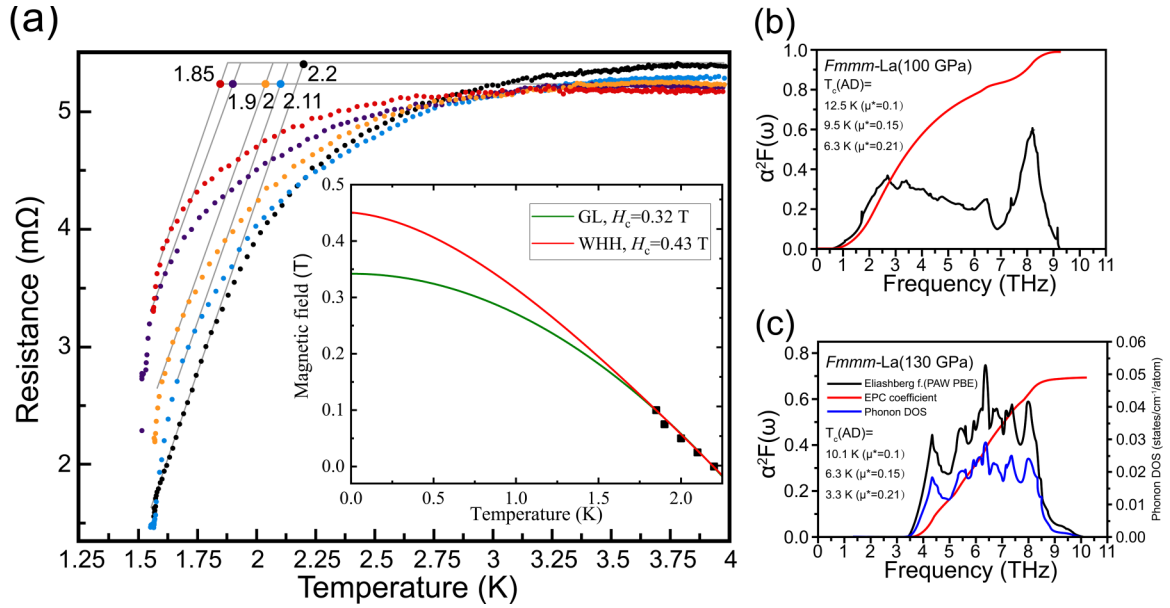 (a)
Resistance (mΩ)
5
4
3
2
1.25
1.5
1.75
2
2.25
2.5
2.75
3
3.25
3.5
3.75
4
Temperature (K)
1.85
1.9
2
2.11
2.2
Magnetic field (T)
0.5
0.4
0.3
0.2
0.1
0.0
0.0
0.5
1.0
1.5
2.0
Temperature (K)
GL, Hc=0.32 T
WHH, Hc=0.43 T
(b)
α²F(ω)
1.0
0.8
0.6
0.4
0.2
0.0
Fmmm-La(100 GPa)
Tc(AD)=
12.5 K (μ*=0.1)
9.5 K (μ*=0.15)
6.3 K (μ*=0.21)
0 1 2 3 4 5 6 7 8 9 10 11
Frequency (THz)
(c)
α²F(ω)
0.8
0.6
0.4
0.2
0.0
Fmmm-La(130 GPa)
Eliashberg f.(PAW PBE)
EPC coefficient
Phonon DOS
Tc(AD)=
10.1 K (μ*=0.1)
6.3 K (μ*=0.15)
3.3 K (μ*=0.21)
0.06
0.05
0.04
0.03
0.02
0.01
0.00
Phonon DOS (states/cm⁻¹/atom)
0 1 2 3 4 5 6 7 8 9 10 11
Frequency (THz)